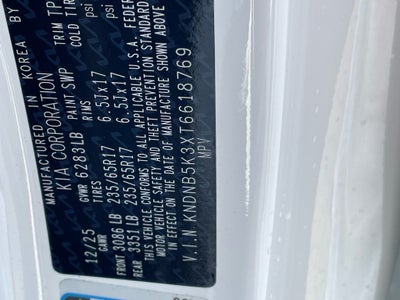 MANUFACTURED IN KOREA BY
KIA CORPORATION TRIM TP
GVWR 6283LB PAINT SWP COLD TIRE
12/25
GAWR TIRES RIMS psi
FRONT 3086 LB 235/65R17 6.5Jx17 psi
REAR 3351 LB 235/65R17 6.5Jx17
THIS VEHICLE CONFORMS TO ALL APPLICABLE U.S.A. FEDER
MOTOR VEHICLE SAFETY AND THEFT PREVENTION STANDARD
IN EFFECT ON THE DATE OF MANUFACTURE SHOWN ABOVE
V.I.N. KNDNB5K3XT6618769
MPV